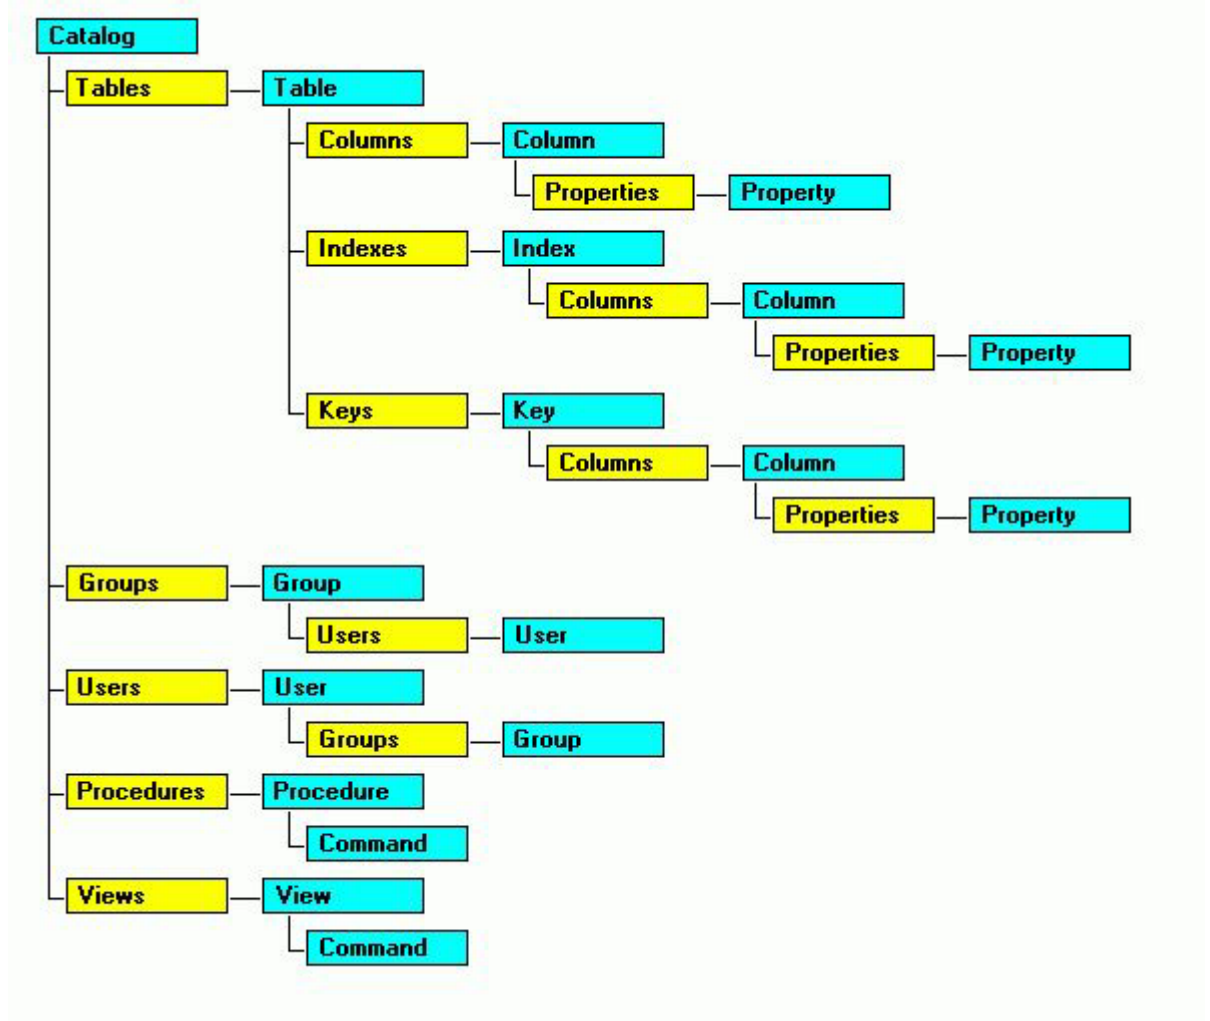 Catalog
Tables Table
Columns Column
Properties Property
Indexes Index
Columns Column
Properties Property
Keys Key
Columns Column
Properties Property
Groups Group
Users User
Users User
Groups Group
Procedures Procedure
Command
Views View
Command